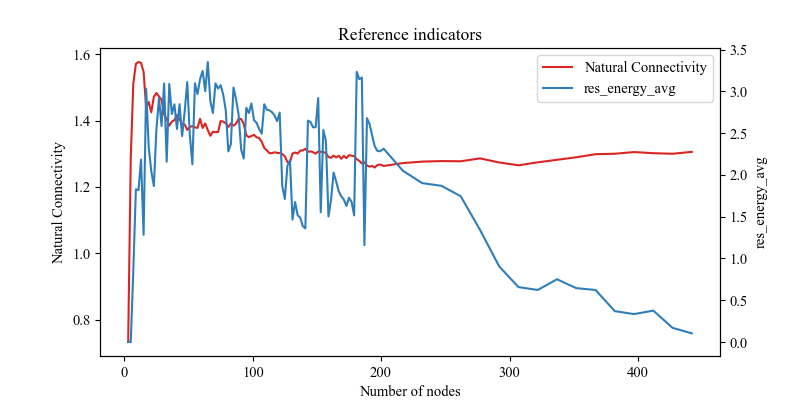 Reference indicators
Natural Connectivity
res_energy_avg
1.6
1.4
1.2
1.0
0.8
Natural Connectivity
3.5
3.0
2.5
2.0
1.5
1.0
0.5
0.0
res_energy_avg
0 100 200 300 400
Number of nodes